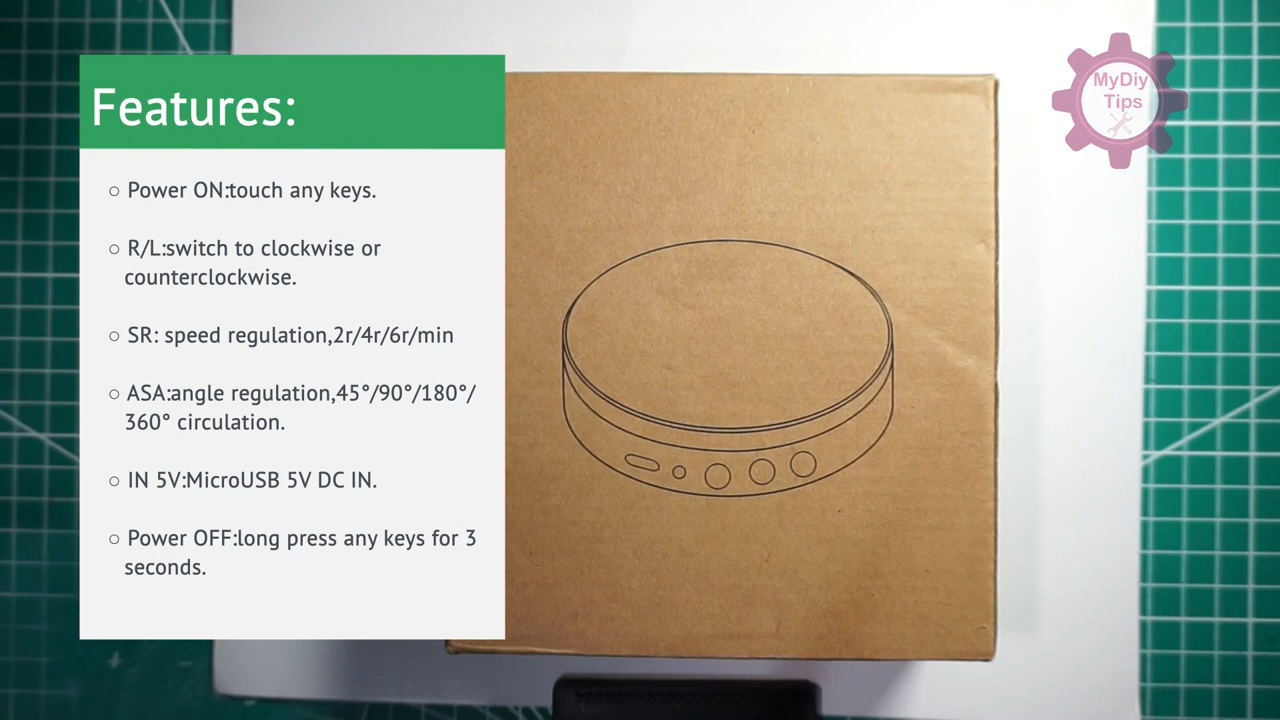 Features:
○ Power ON:touch any keys.
○ R/L:switch to clockwise or
counterclockwise.
○ SR: speed regulation,2r/4r/6r/min
○ ASA:angle regulation,45°/90°/180°/
360° circulation.
○ IN 5V:MicroUSB 5V DC IN.
○ Power OFF:long press any keys for 3
seconds.
MyDiy
Tips